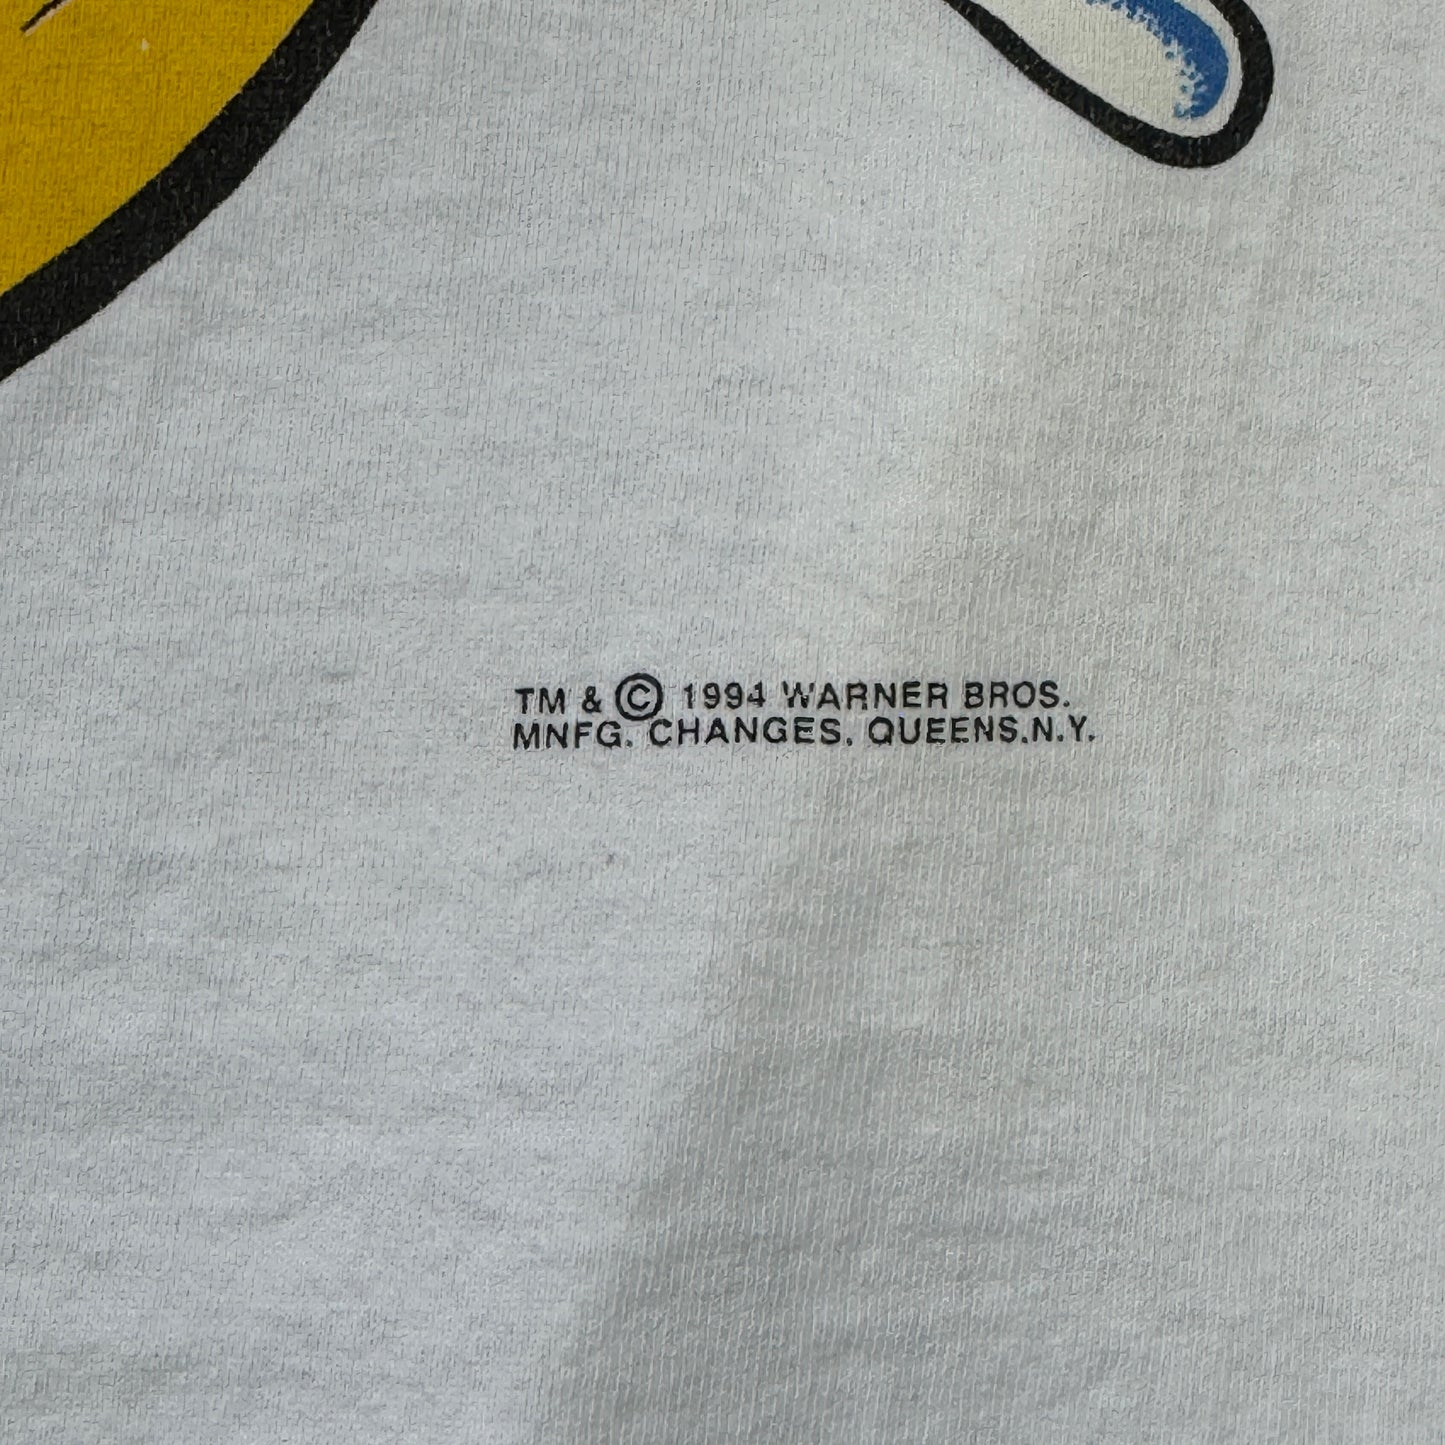 TM & © 1994 WARNER BROS.
MNFG. CHANGES. QUEENS.N.Y.